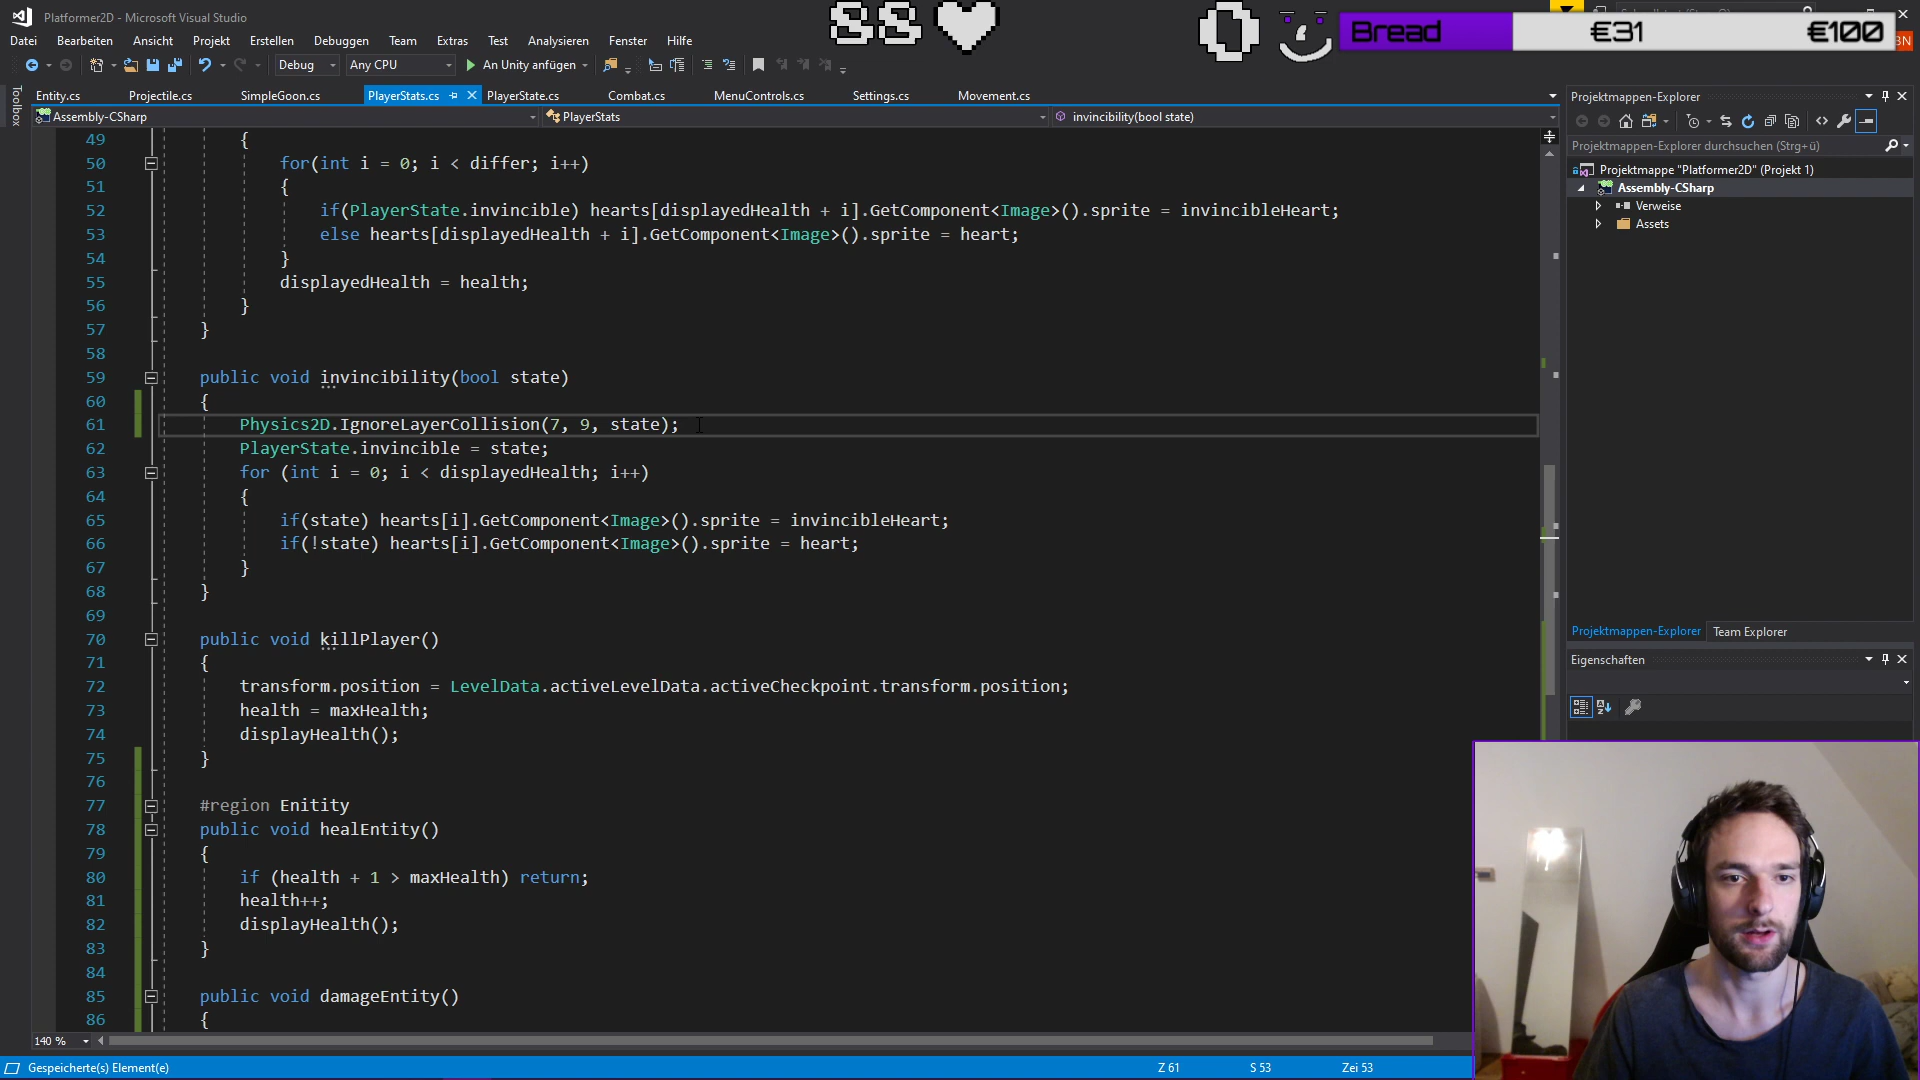 Platformer2D - Microsoft Visual Studio
88
0
Bread
€31
€100
Datei Bearbeiten Ansicht Projekt Erstellen Debuggen Team Extras Test Analysieren Fenster Hilfe
Debug Any CPU An Unity anfügen
Toolbox
Entity.cs Projectile.cs SimpleGoon.cs PlayerStats.cs PlayerState.cs Combat.cs MenuControls.cs Settings.cs Movement.cs
Assembly-CSharp PlayerStats invincibility(bool state)
49 {
50 for(int i = 0; i < differ; i++)
51 {
52 if(PlayerState.invincible) hearts[displayedHealth + i].GetComponent<Image>().sprite = invincibleHeart;
53 else hearts[displayedHealth + i].GetComponent<Image>().sprite = heart;
54 }
55 displayedHealth = health;
56 }
57 }
58
59 public void invincibility(bool state)
60 {
61 Physics2D.IgnoreLayerCollision(7, 9, state);
62 PlayerState.invincible = state;
63 for (int i = 0; i < displayedHealth; i++)
64 {
65 if(state) hearts[i].GetComponent<Image>().sprite = invincibleHeart;
66 if(!state) hearts[i].GetComponent<Image>().sprite = heart;
67 }
68 }
69
70 public void killPlayer()
71 {
72 transform.position = LevelData.activeLevelData.activeCheckpoint.transform.position;
73 health = maxHealth;
74 displayHealth();
75 }
76
77 #region Enitity
78 public void healEntity()
79 {
80 if (health + 1 > maxHealth) return;
81 health++;
82 displayHealth();
83 }
84
85 public void damageEntity()
86 {
140 %
Gespeicherte(s) Element(e)
Z 61 S 53 Zei 53
Projektmappen-Explorer
Projektmappen-Explorer durchsuchen (Strg+ü)
Projektmappe "Platformer2D" (Projekt 1)
Assembly-CSharp
Verweise
Assets
Projektmappen-Explorer Team Explorer
Eigenschaften